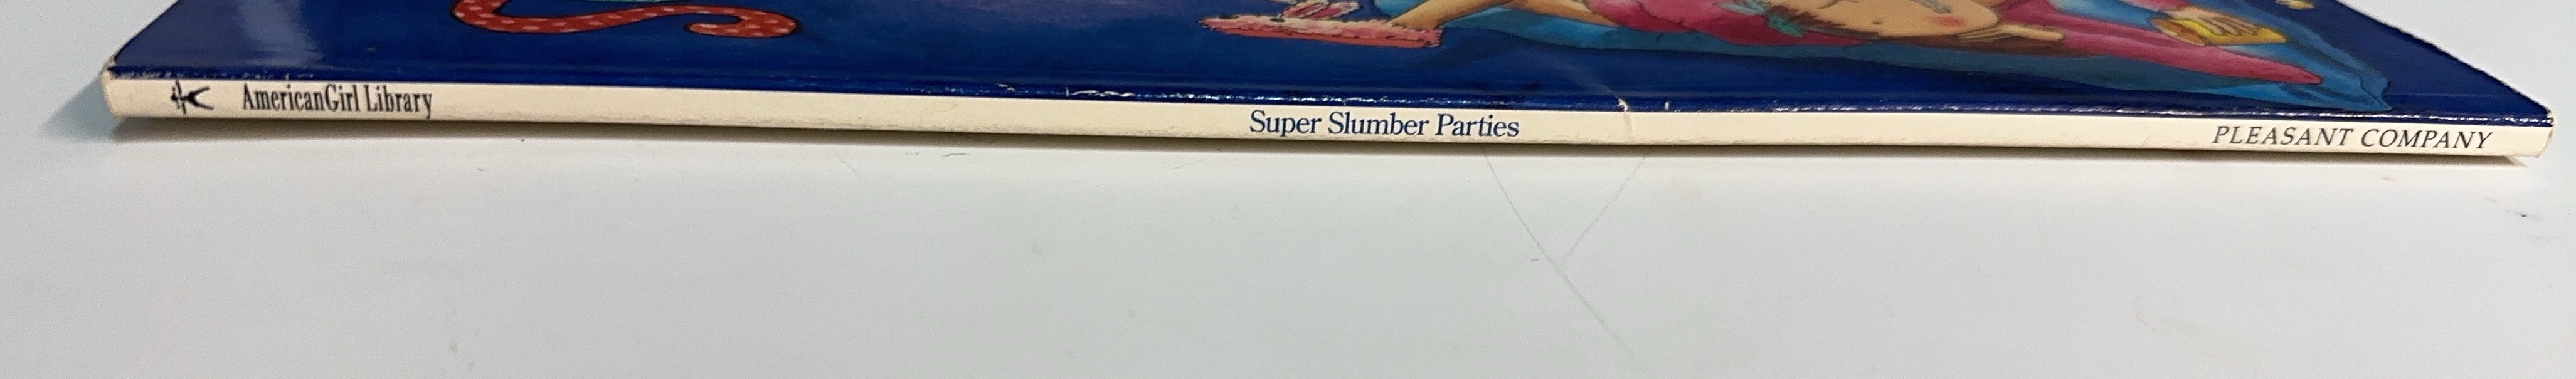 AmericanGirl Library
Super Slumber Parties
PLEASANT COMPANY